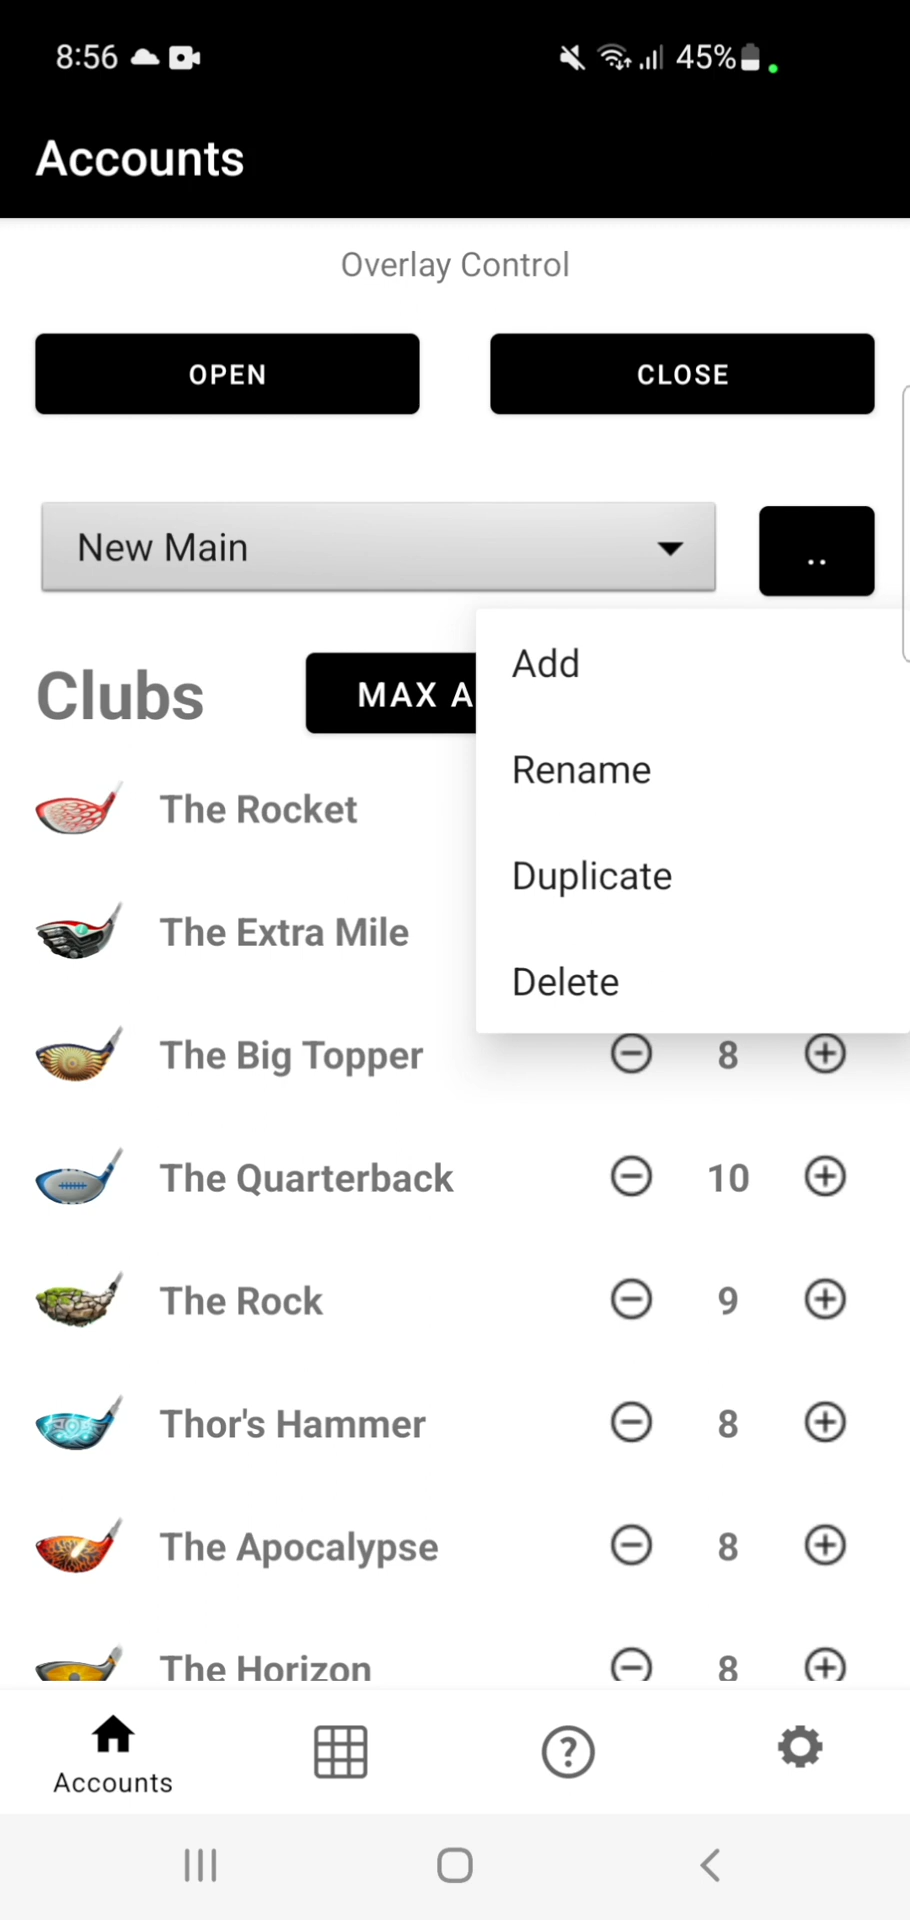 8:56
45%
Accounts
Overlay Control
OPEN
CLOSE
New Main
..
Add
Clubs
MAX A
Rename
The Rocket
Duplicate
The Extra Mile
Delete
The Big Topper 8
The Quarterback 10
The Rock 9
Thor's Hammer 8
The Apocalypse 8
The Horizon 8
Accounts